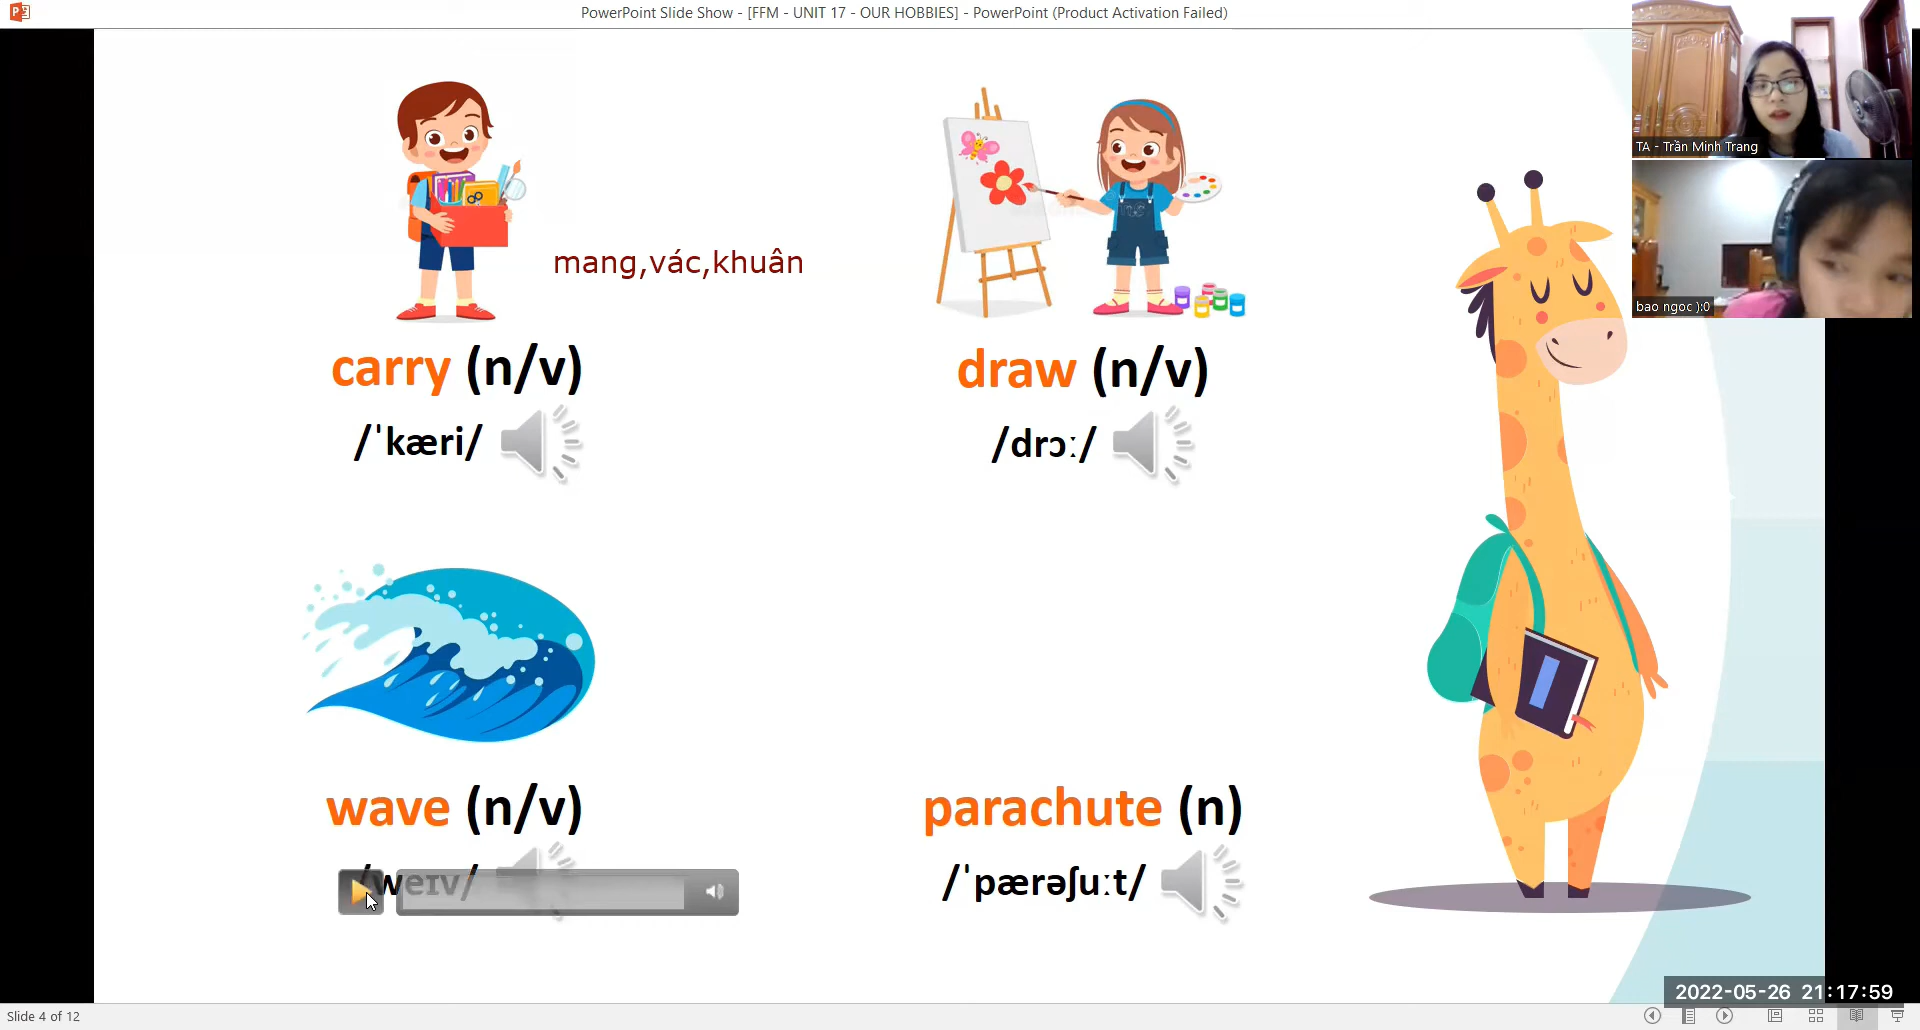 PowerPoint Slide Show - [FFM - UNIT 17 - OUR HOBBIES] - PowerPoint (Product Activation Failed)
TA - Trần Minh Trang
bao ngoc ):0
mang,vác,khuân
carry (n/v)
/ˈkæri/
draw (n/v)
/drɔː/
wave (n/v)
/weɪv/
parachute (n)
/ˈpærəʃuːt/
2022-05-26 21:17:59
Slide 4 of 12